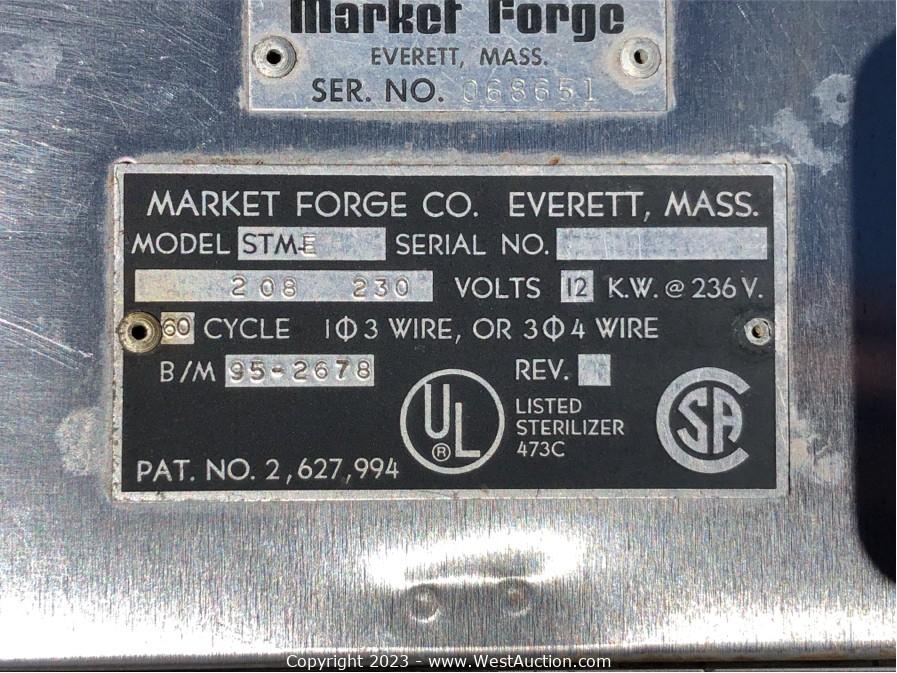 Market Forge
EVERETT, MASS.
SER. NO. 068651
MARKET FORGE CO. EVERETT, MASS.
MODEL STM-E SERIAL NO.
208 230 VOLTS 12 K.W. @ 236 V.
60 CYCLE 1Φ 3 WIRE, OR 3Φ 4 WIRE
B/M 95-2678 REV.
UL ®
LISTED
STERILIZER
473C
CSA
PAT. NO. 2,627,994
Copyright 2023 - www.WestAuction.com